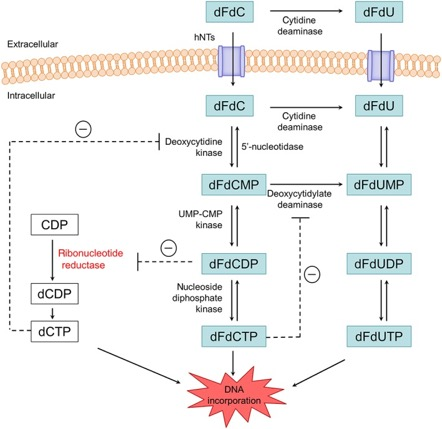 dFdC
Cytidine
deaminase
dFdU
hNTs
Extracellular
Intracellular
dFdC
Cytidine
deaminase
dFdU
Deoxycytidine
kinase
5'-nucleotidase
dFdCMP
Deoxycytidylate
deaminase
dFdUMP
UMP-CMP
kinase
CDP
Ribonucleotide
reductase
dFdCDP
dFdUDP
dCDP
Nucleoside
diphosphate
kinase
dCTP
dFdCTP
dFdUTP
DNA
incorporation